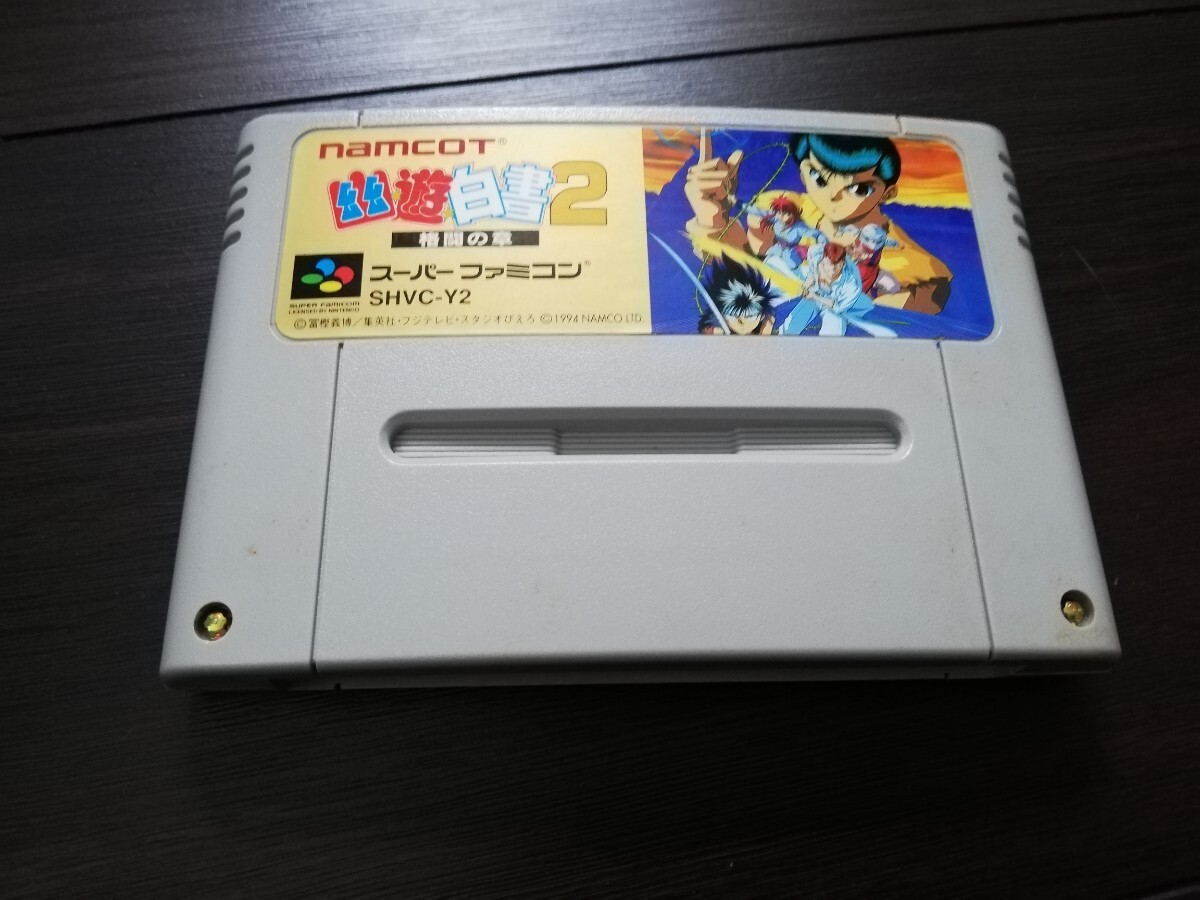 namcot®
幽★遊★白書2
格闘の章
スーパーファミコン®
SUPER FAMICOM
LICENSED BY NINTENDO
SHVC-Y2
©冨樫義博/集英社・フジテレビ・スタジオぴえろ ©1994 NAMCO LTD.